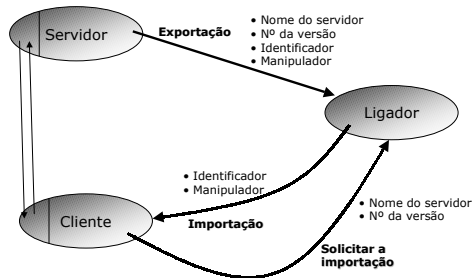 Servidor
Exportação
• Nome do servidor
• Nº da versão
• Identificador
• Manipulador
Ligador
• Identificador
• Manipulador
Importação
Cliente
• Nome do servidor
• Nº da versão
Solicitar a
importação